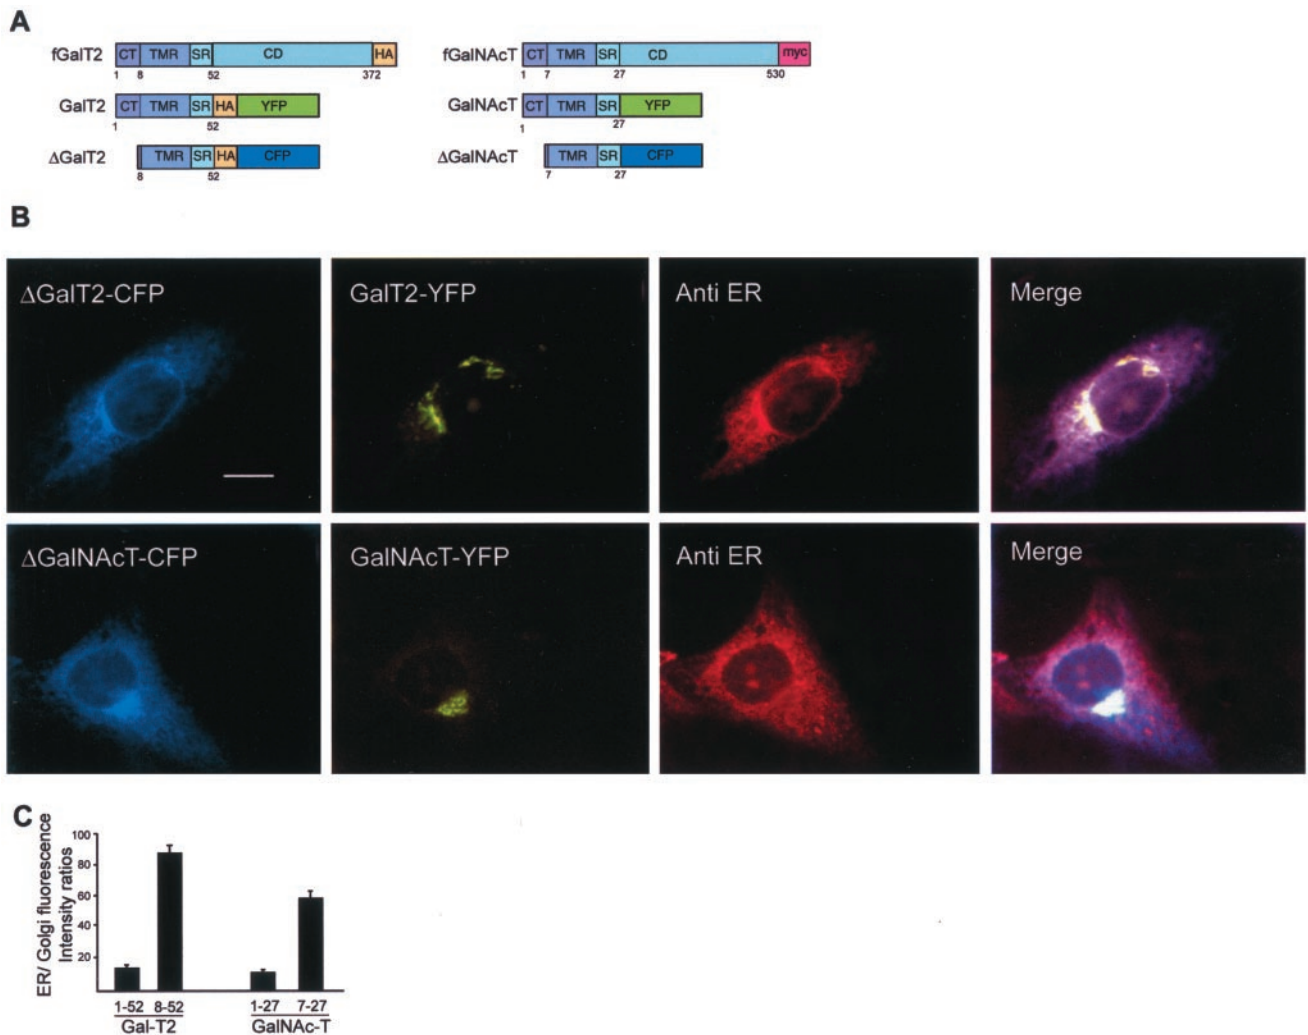 A
fGalT2 CT TMR SR CD HA
1 8 52 372
GalT2 CT TMR SR HA YFP
1 52
ΔGalT2 TMR SR HA CFP
8 52
fGalNAcT CT TMR SR CD myc
1 7 27 530
GalNAcT CT TMR SR YFP
1 27
ΔGalNAcT TMR SR CFP
7 27
B
ΔGalT2-CFP GalT2-YFP Anti ER Merge
ΔGalNAcT-CFP GalNAcT-YFP Anti ER Merge
C
ER/ Golgi fluorescence
Intensity ratios
100
80
60
40
20
1-52 8-52 1-27 7-27
Gal-T2 GalNAc-T